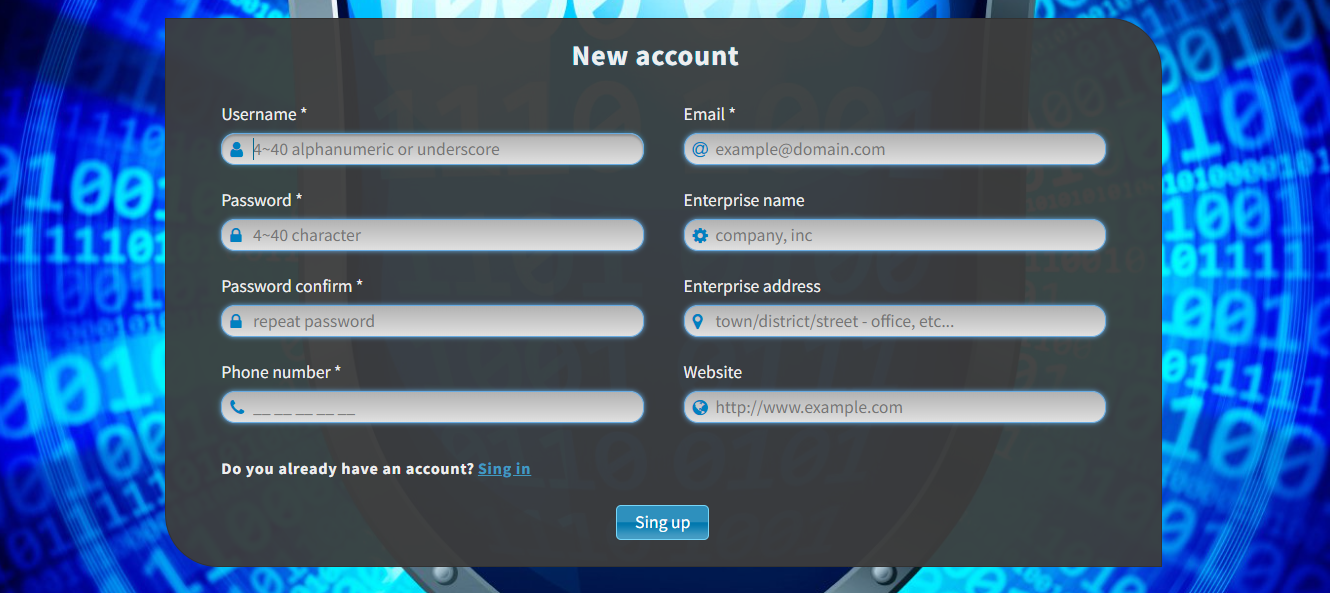 New account
Username *
4~40 alphanumeric or underscore
Email *
example@domain.com
Password *
4~40 character
Enterprise name
company, inc
Password confirm *
repeat password
Enterprise address
town/district/street - office, etc...
Phone number *
__ __ __ __ __
Website
http://www.example.com
Do you already have an account? Sing in
Sing up